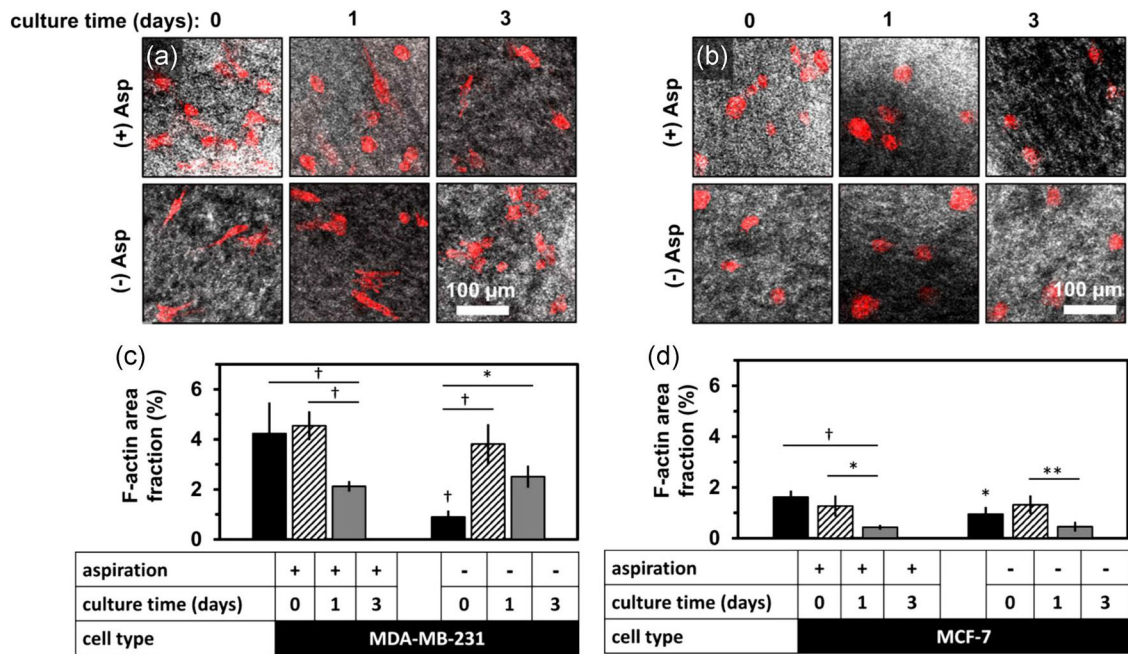 culture time (days): 0 1 3 0 1 3
(a) (b)
(+) Asp (+) Asp
(-) Asp (-) Asp
100 µm 100 µm
(c) (d)
F-actin area
fraction (%)
6
4
2
0
† † † * †
†
F-actin area
fraction (%)
6
4
2
0
† * ** *
aspiration + + + - - -
culture time (days) 0 1 3 0 1 3
cell type MDA-MB-231
aspiration + + + - - -
culture time (days) 0 1 3 0 1 3
cell type MCF-7